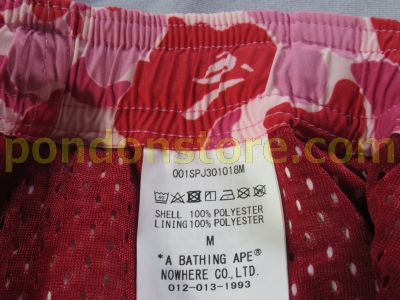 pondonstore.com
001SPJ301018M
SHELL 100% POLYESTER
LINING 100% POLYESTER
M
"A BATHING APE®
NOWHERE CO., LTD.
012-013-1993